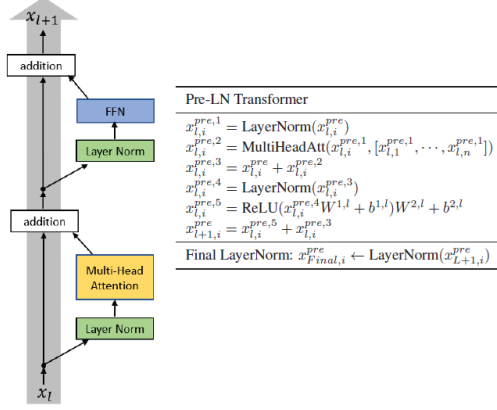 x_{l+1}
addition
FFN
Layer Norm
addition
Multi-Head
Attention
Layer Norm
x_l
Pre-LN Transformer
x_{l,i}^{pre,1} = LayerNorm(x_{l,i}^{pre})
x_{l,i}^{pre,2} = MultiHeadAtt(x_{l,i}^{pre,1}, [x_{l,1}^{pre,1}, ⋯, x_{l,n}^{pre,1}])
x_{l,i}^{pre,3} = x_{l,i}^{pre} + x_{l,i}^{pre,2}
x_{l,i}^{pre,4} = LayerNorm(x_{l,i}^{pre,3})
x_{l,i}^{pre,5} = ReLU(x_{l,i}^{pre,4}W^{1,l} + b^{1,l})W^{2,l} + b^{2,l}
x_{l+1,i}^{pre} = x_{l,i}^{pre,5} + x_{l,i}^{pre,3}
Final LayerNorm: x_{Final,i}^{pre} ← LayerNorm(x_{L+1,i}^{pre})